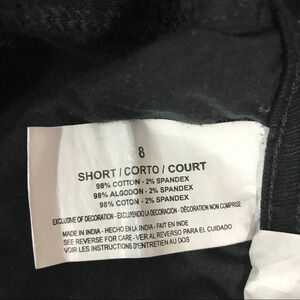 8
SHORT / CORTO / COURT
98% COTTON - 2% SPANDEX
98% ALGODON - 2% SPANDEX
98% COTON - 2% SPANDEX
EXCLUSIVE OF DECORATION - EXCLUYENDO LA DECORACION - DÉCORATION NON COMPRISE
MADE IN INDIA - HECHO EN LA INDIA - FAIT EN INDE
SEE REVERSE FOR CARE - VER AL REVERSO PARA EL CUIDADO
VOIR LES INSTRUCTIONS D'ENTRETIEN AU DOS